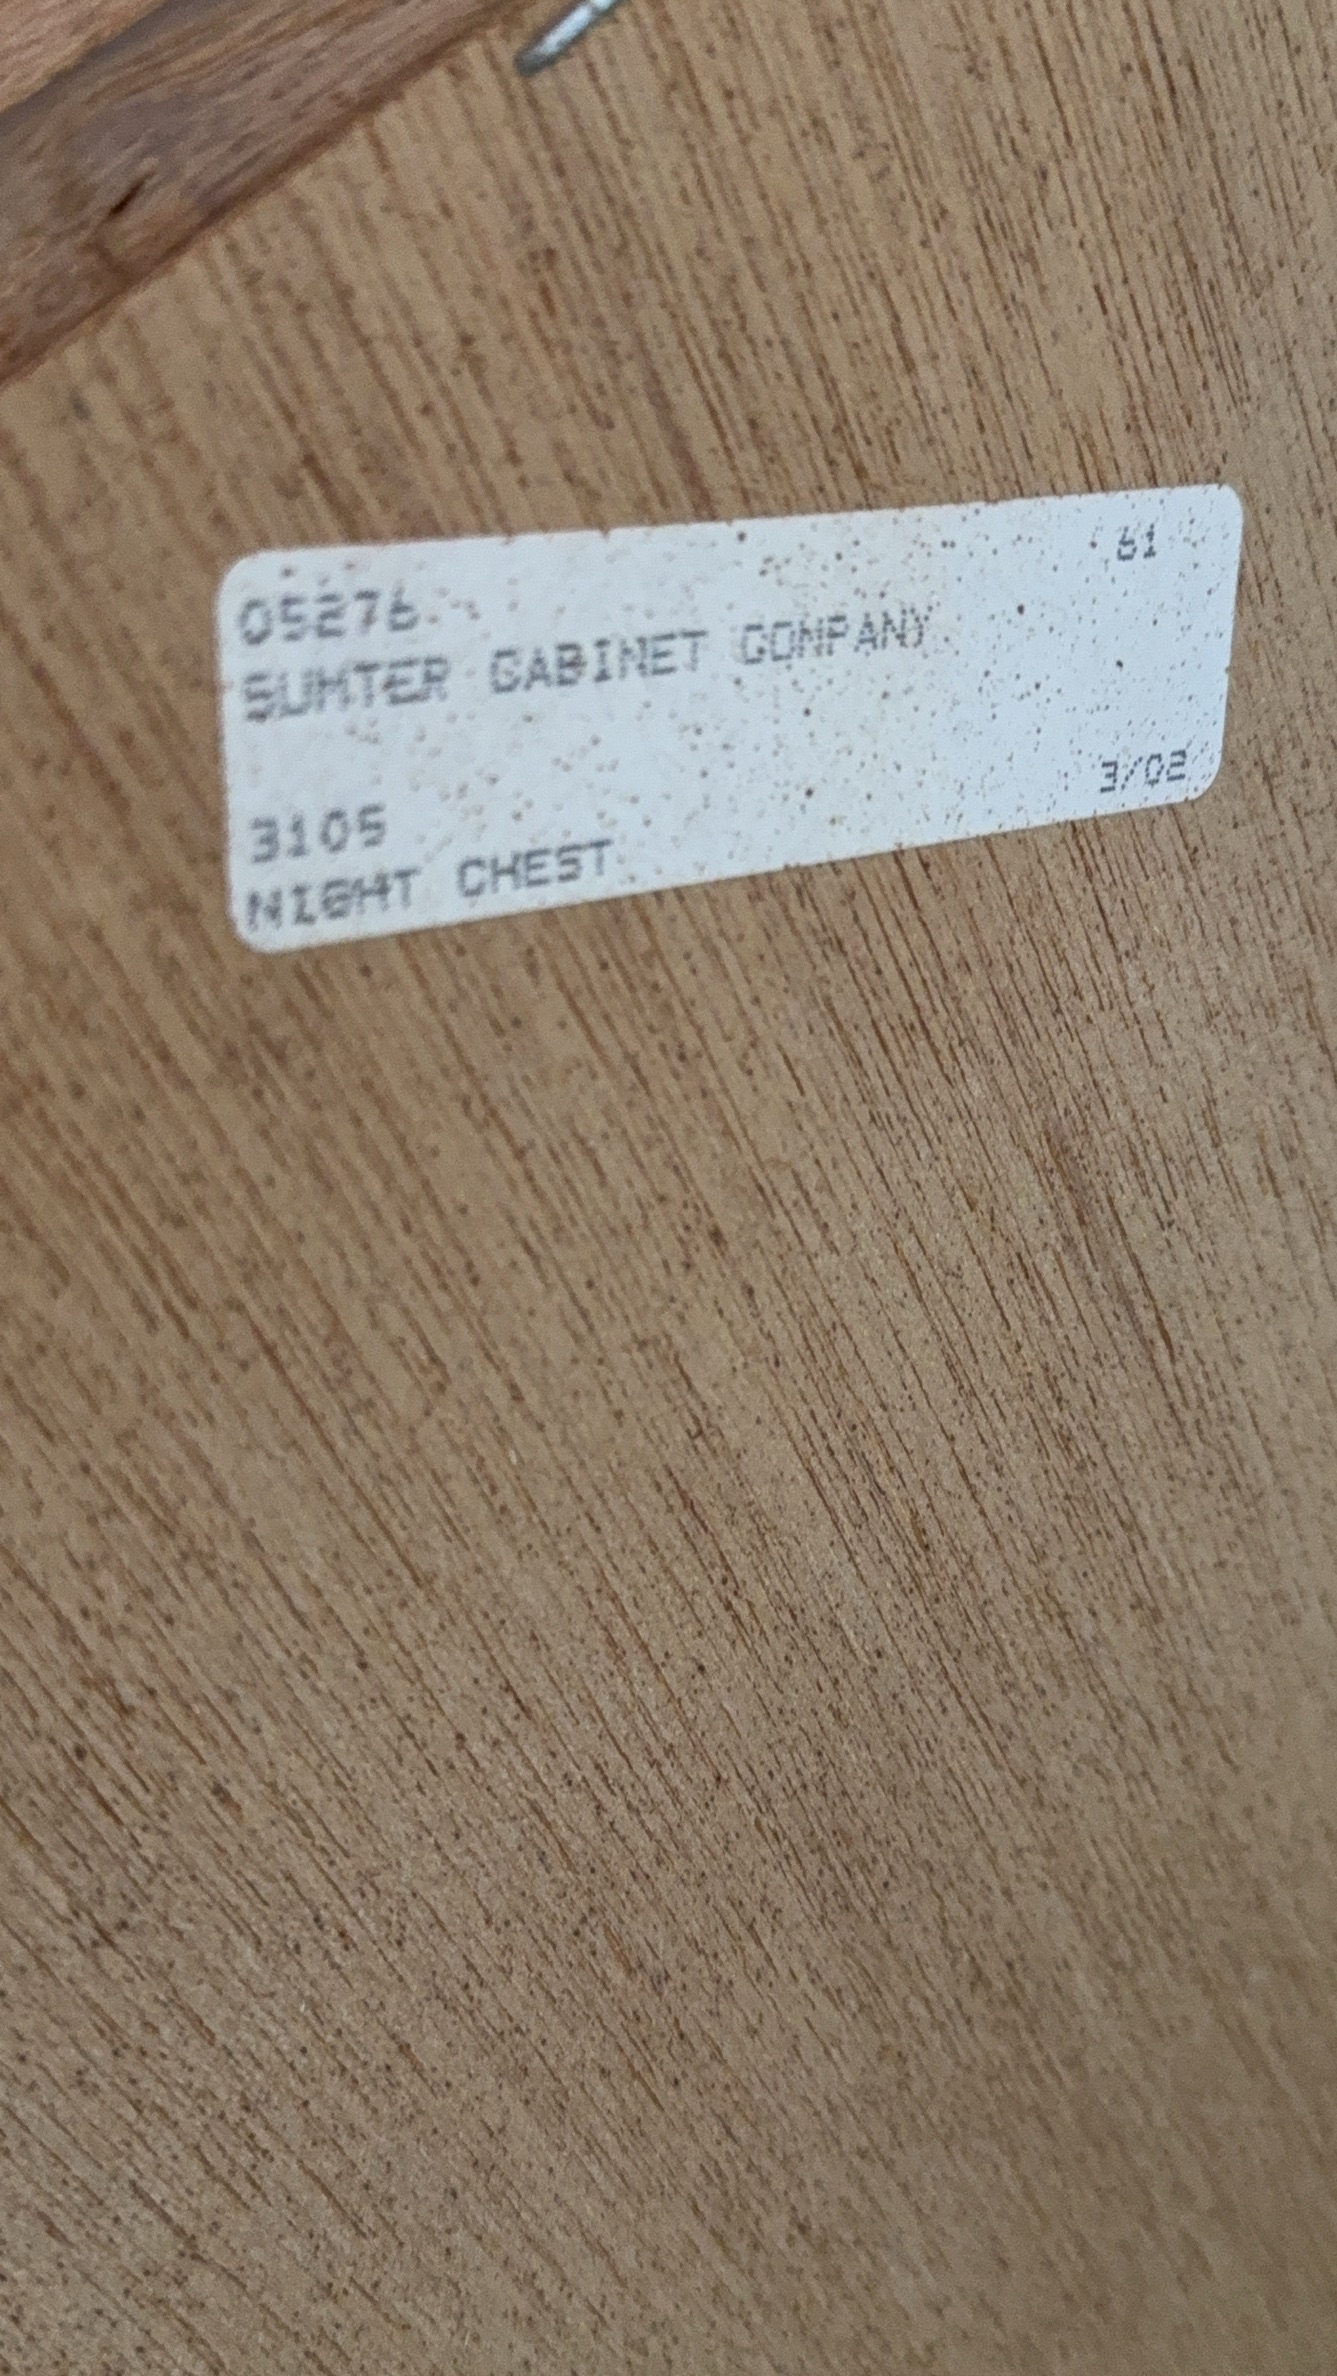 05276 61
SUMTER CABINET COMPANY
3/02
3105
NIGHT CHEST